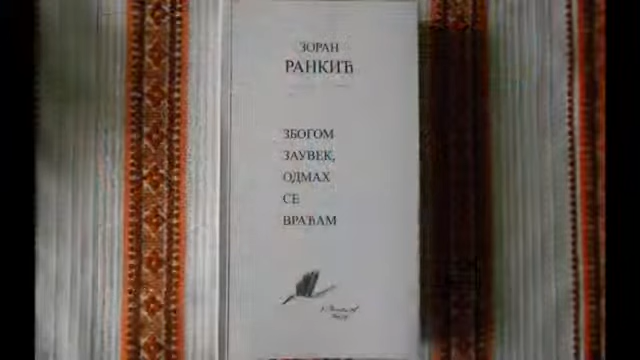 ЗОРАН
РАНКИЋ
ЗБОГОМ
ЗАУВЕК,
ОДМАХ
СЕ
ВРАЋАМ